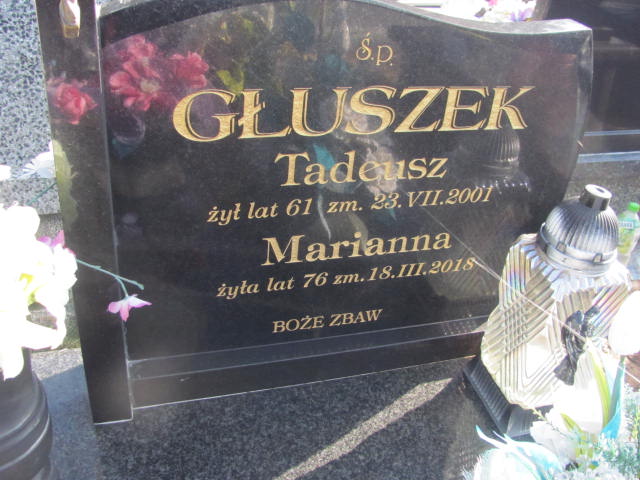 Ś.p.
GŁUSZEK
Tadeusz
żył lat 61 zm. 23.VII.2001
Marianna
żyła lat 76 zm.18.III.2018
BOŻE ZBAW